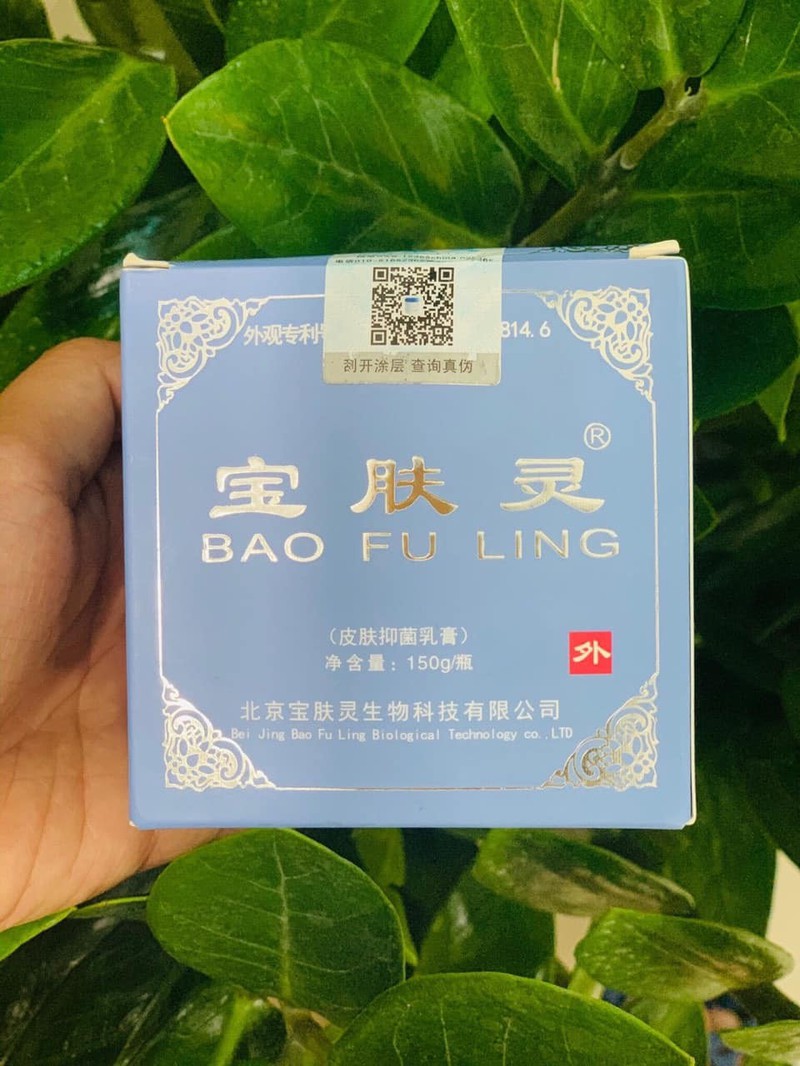 刮开涂层 查询真伪
外观专利
814.6
宝肤灵®
BAO FU LING
（皮肤抑菌乳膏）
净含量：150g/瓶
外
北京宝肤灵生物科技有限公司
Bei Jing Bao Fu Ling Biological Technology co.,LTD